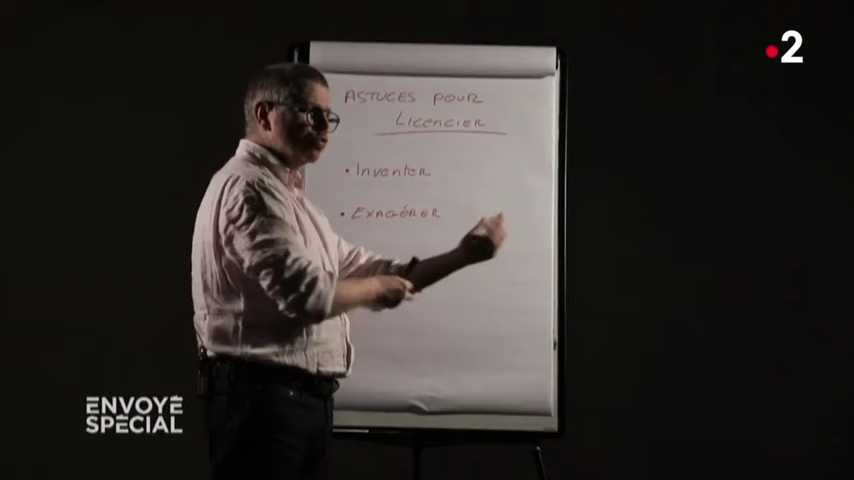 2
ASTUCES POUR
LICENCIER
• Inventer
• EXAGÉRER
ENVOYÉ
SPÉCIAL